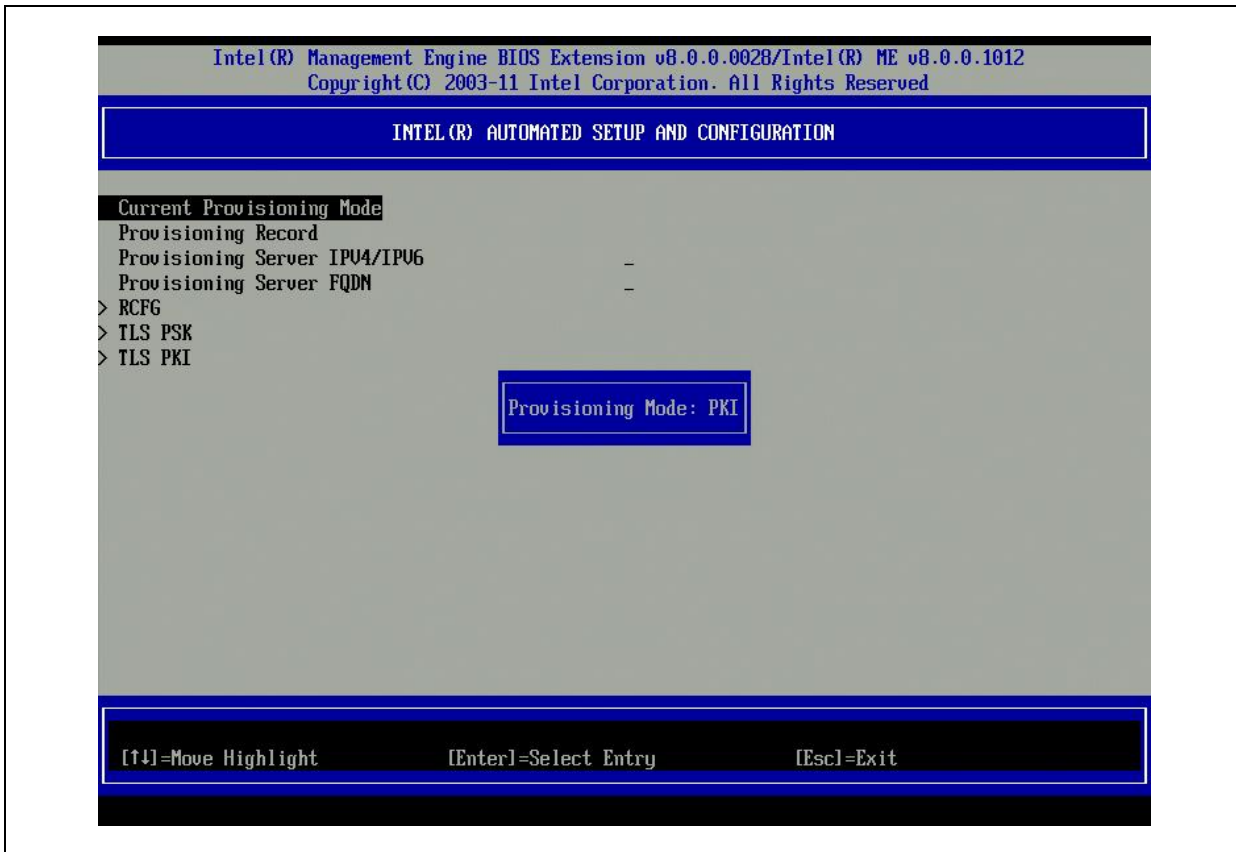 Intel(R) Management Engine BIOS Extension v8.0.0.0028/Intel(R) ME v8.0.0.1012
Copyright(C) 2003-11 Intel Corporation. All Rights Reserved
INTEL(R) AUTOMATED SETUP AND CONFIGURATION
Current Provisioning Mode
Provisioning Record
Provisioning Server IPV4/IPV6 _
Provisioning Server FQDN _
> RCFG
> TLS PSK
> TLS PKI
Provisioning Mode: PKI
[↑↓]=Move Highlight [Enter]=Select Entry [Esc]=Exit